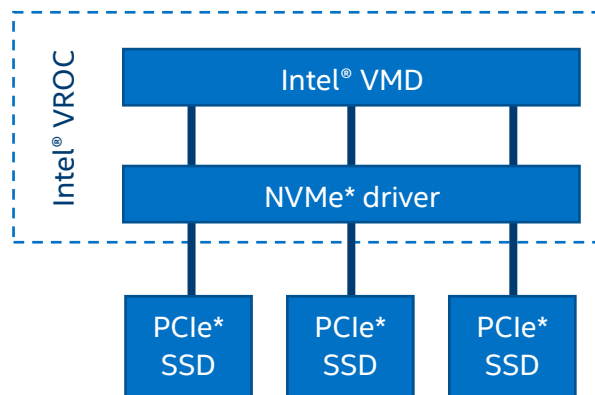 Intel® VROC
Intel® VMD
NVMe* driver
PCIe*
SSD
PCIe*
SSD
PCIe*
SSD